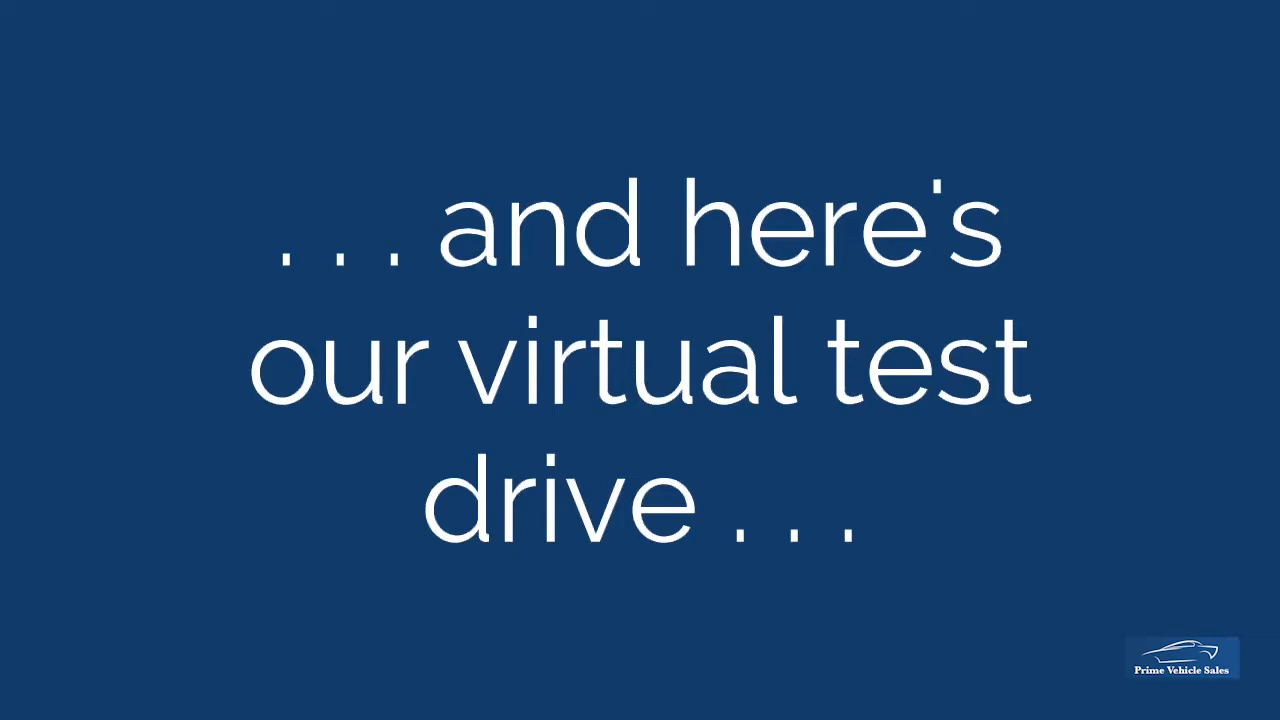 . . . and here's
our virtual test
drive . . .
Prime Vehicle Sales